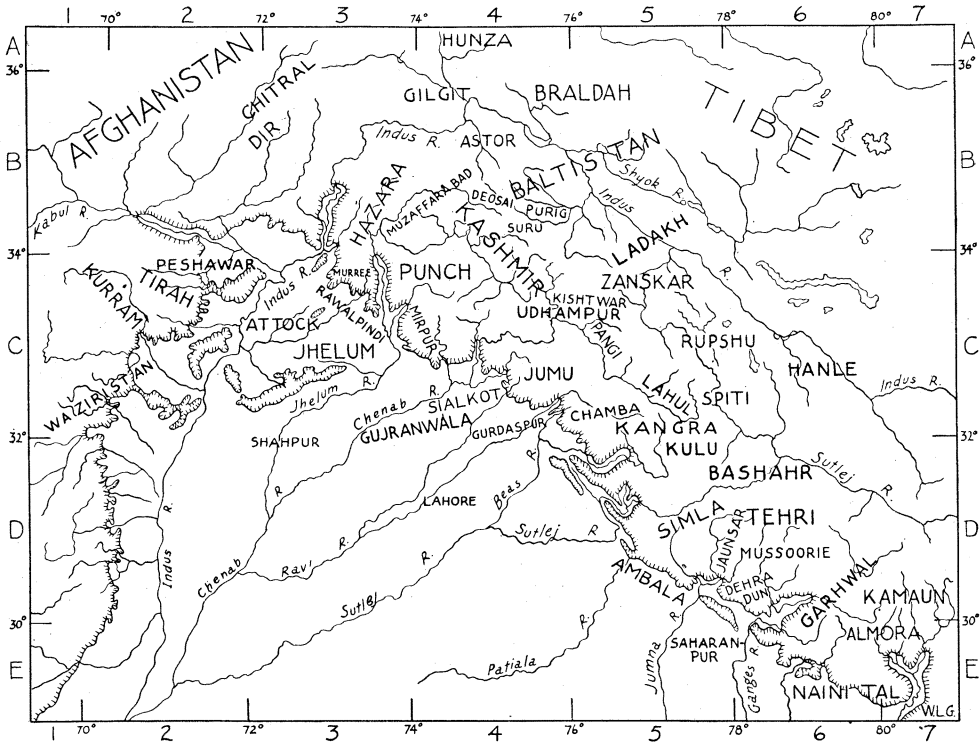 1 70° 2 72° 3 74° 4 76° 5 78° 6 80° 7
A HUNZA A
36° AFGHANISTAN CHITRAL GILGIT BRALDAH TIBET 36°
DIR Indus R. ASTOR BALTISTAN
B Shyok R. B
HAZARA MUZAFFARABAD DEOSAI PURIG Indus R.
Kabul R. KASHMIR SURU LADAKH
34° PESHAWAR 34°
KURRAM TIRAH Indus R. MURREE PUNCH ZANSKAR
RAWALPINDI KISHTWAR
ATTOCK MIRPUR UDHAMPUR
C JHELUM PANGI RUPSHU C
WAZIRISTAN Jhelum R. JUMU HANLE
Chenab R. SIALKOT LAHUL SPITI Indus R.
32° SHAHPUR GUJRANWALA GURDASPUR CHAMBA KANGRA 32°
KULU
R. BASHAHR Sutlej R.
R. LAHORE Beas R.
D R. Sutlej R. SIMLA TEHRI D
Indus Chenab Ravi R. JAUNSAR MUSSOORIE
Sutlej R. AMBALA DEHRA
DUN GARHWAL KAMAUN
30° R. R. 30°
SAHARAN-
PUR ALMORA
E Patiala Jumna Ganges R. E
NAINI TAL
W.L.G.
1 70° 2 72° 3 74° 4 76° 5 78° 6 80° 7